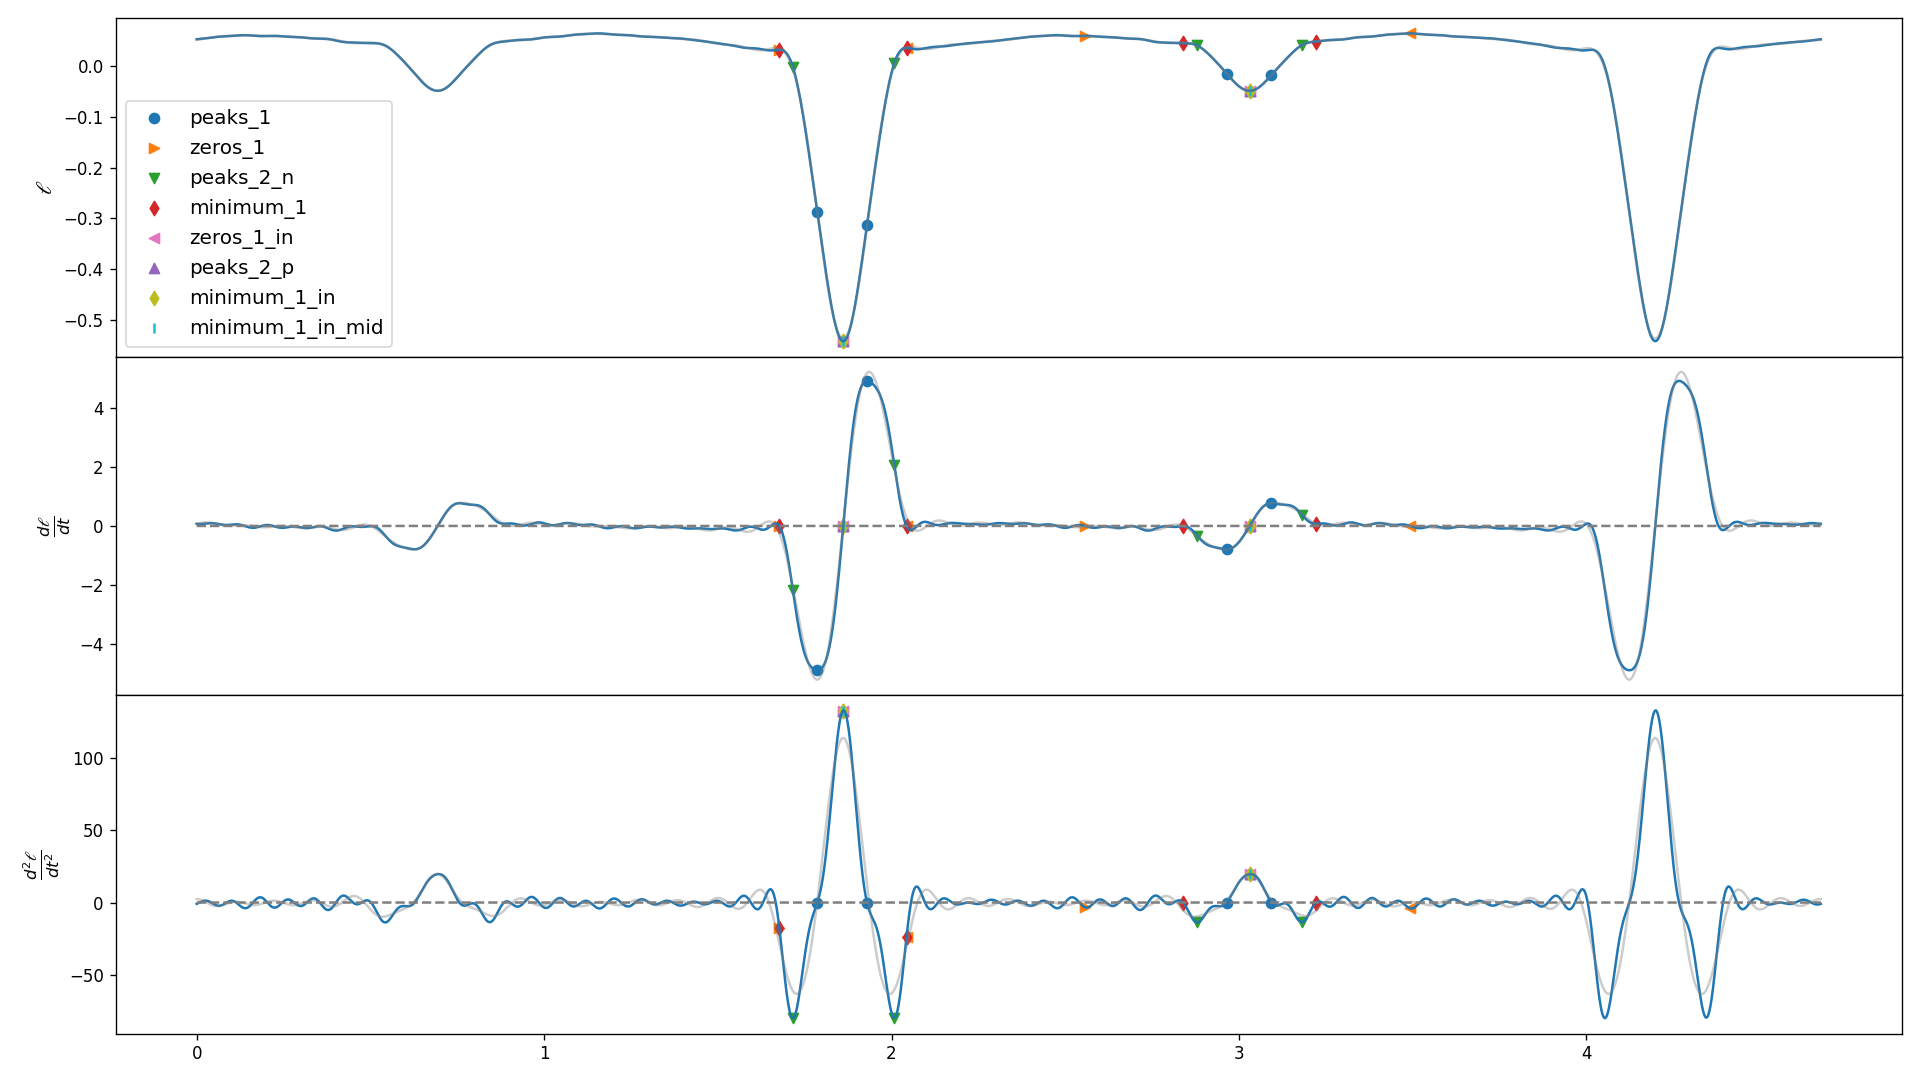 0.0
−0.1
−0.2
−0.3
−0.4
−0.5
ℓ
peaks_1
zeros_1
peaks_2_n
minimum_1
zeros_1_in
peaks_2_p
minimum_1_in
minimum_1_in_mid
4
2
0
−2
−4
dℓ
dt
100
50
0
−50
d²ℓ
dt²
0 1 2 3 4